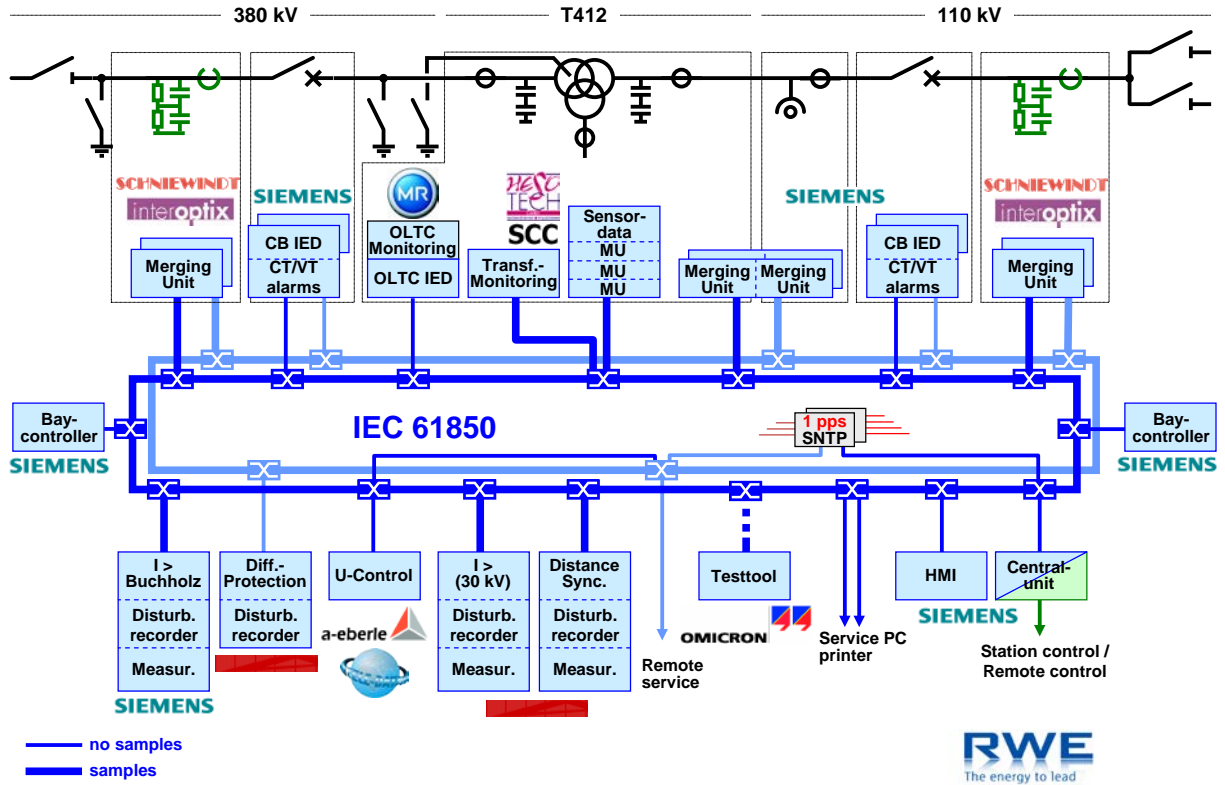 380 kV
T412
110 kV
SCHNIEWINDT
interoptix
SIEMENS
MR
HESO
TECH
SCC
SIEMENS
SCHNIEWINDT
interoptix
Merging
Unit
CB IED
CT/VT
alarms
OLTC
Monitoring
OLTC IED
Transf.-
Monitoring
Sensor-
data
MU
MU
MU
Merging
Unit
Merging
Unit
CB IED
CT/VT
alarms
Merging
Unit
Bay-
controller
SIEMENS
IEC 61850
1 pps
SNTP
Bay-
controller
SIEMENS
I >
Buchholz
Disturb.
recorder
Measur.
SIEMENS
Diff.-
Protection
Disturb.
recorder
U-Control
a-eberle
I >
(30 kV)
Disturb.
recorder
Measur.
Distance
Sync.
Disturb.
recorder
Measur.
Remote
service
Testtool
OMICRON
Service PC
printer
HMI
SIEMENS
Central-
unit
Station control /
Remote control
no samples
samples
RWE
The energy to lead